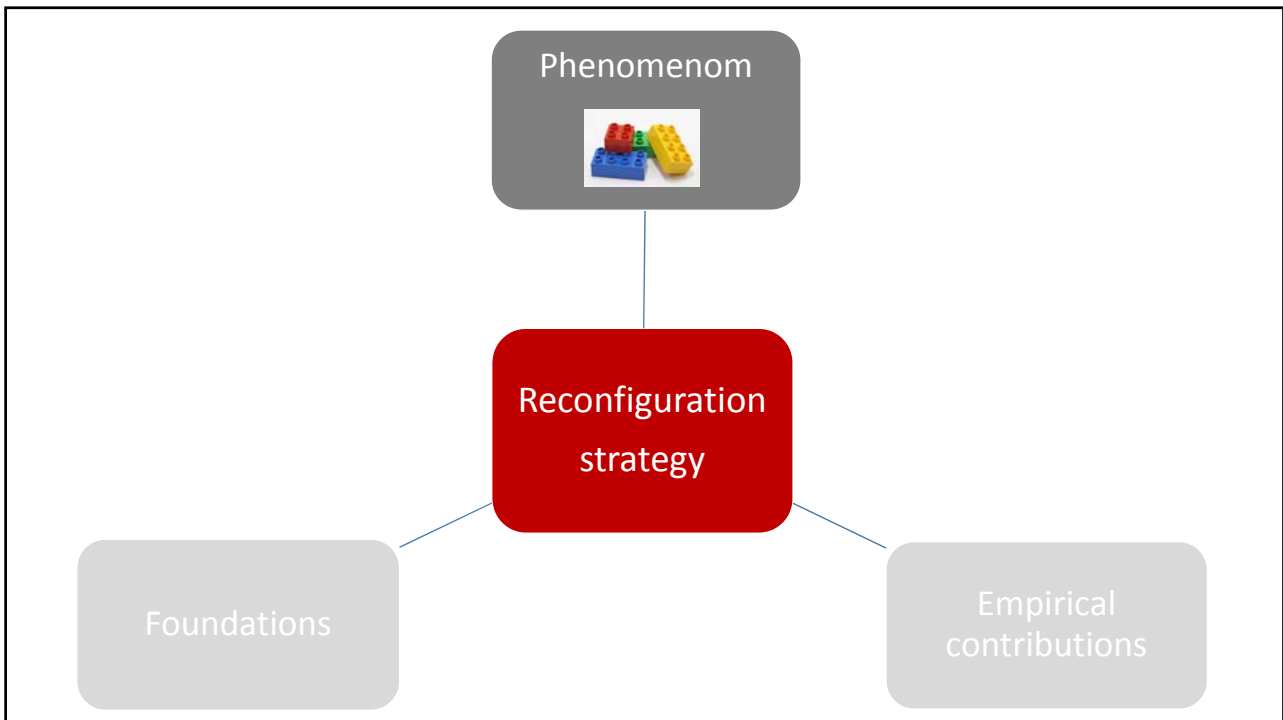 Phenomenom
Reconfiguration
strategy
Foundations
Empirical
contributions